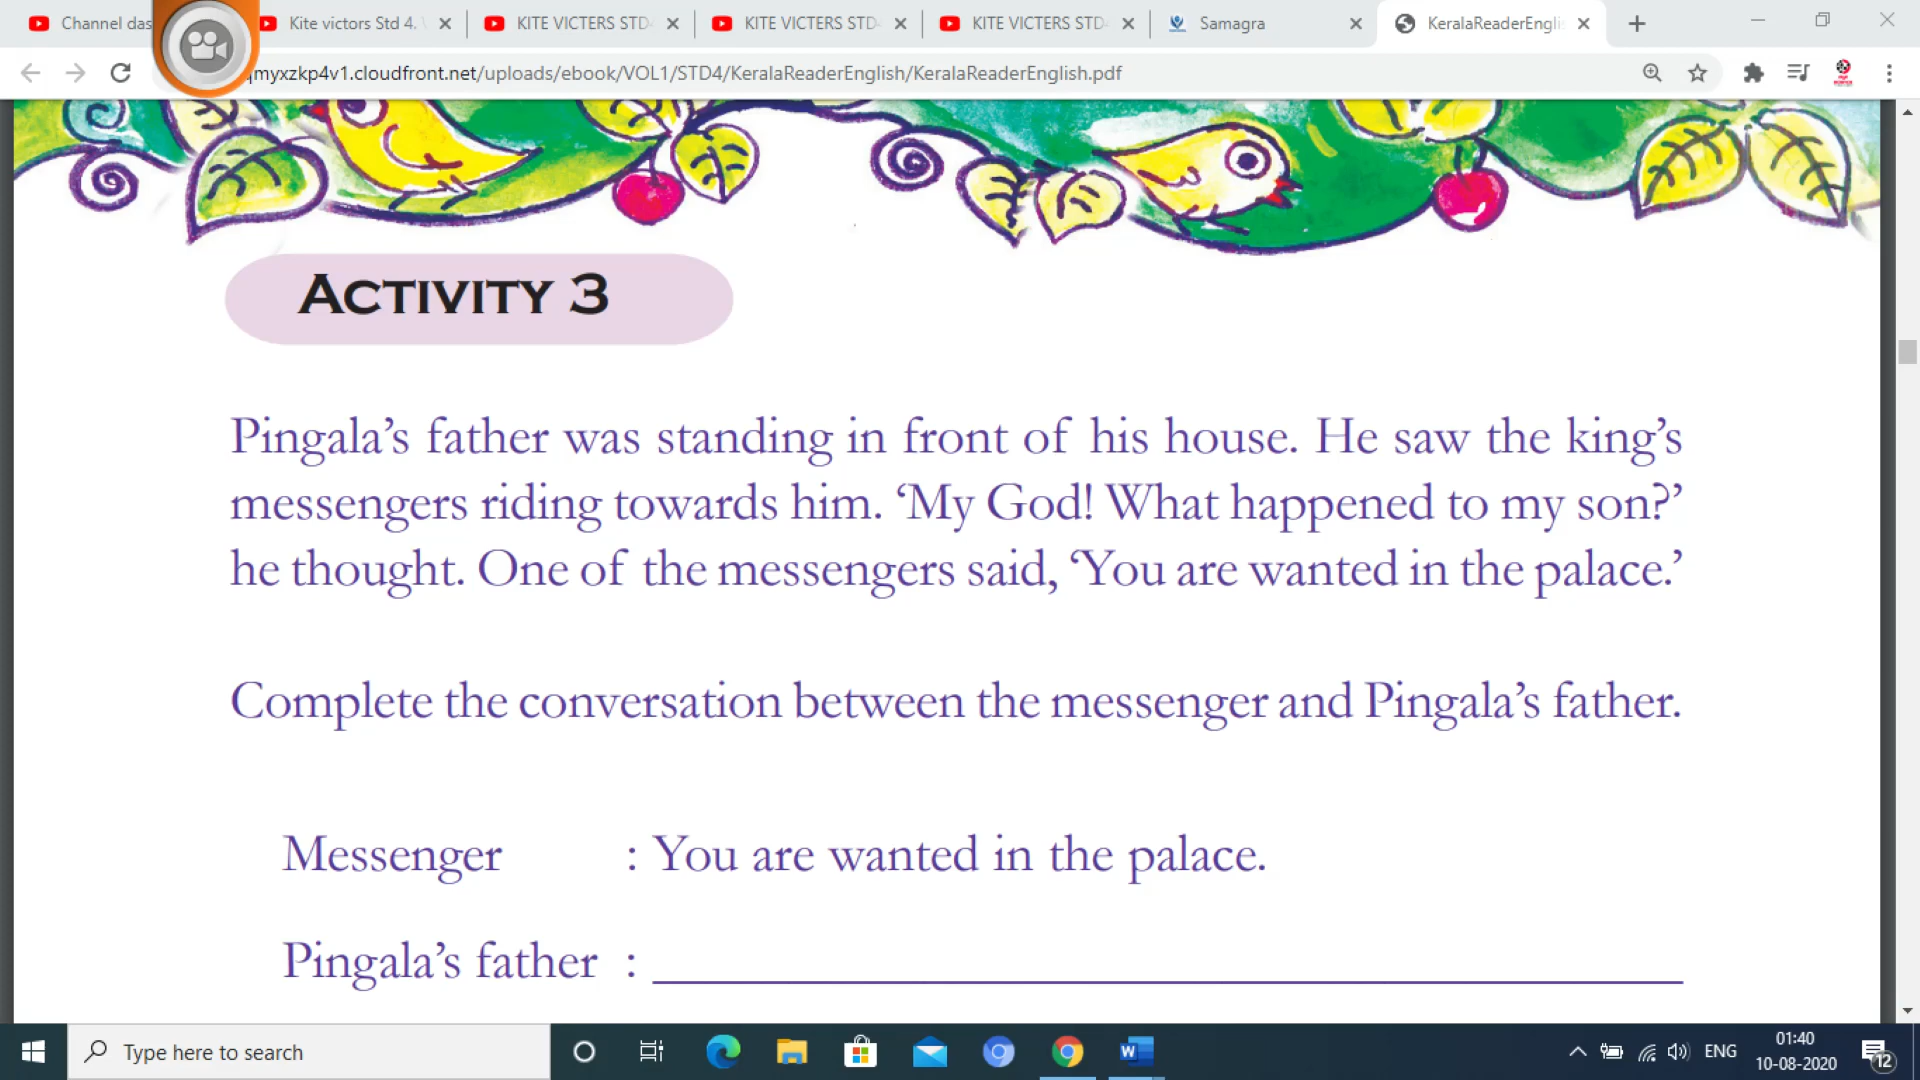 Channel das
Kite victors Std 4.
KITE VICTERS STD
KITE VICTERS STD
KITE VICTERS STD
Samagra
KeralaReaderEngli
myxzkp4v1.cloudfront.net/uploads/ebook/VOL1/STD4/KeralaReaderEnglish/KeralaReaderEnglish.pdf
ACTIVITY 3
Pingala’s father was standing in front of his house. He saw the king’s
messengers riding towards him. ‘My God! What happened to my son?’
he thought. One of the messengers said, ‘You are wanted in the palace.’
Complete the conversation between the messenger and Pingala’s father.
Messenger : You are wanted in the palace.
Pingala’s father :
Type here to search
ENG
01:40
10-08-2020
12